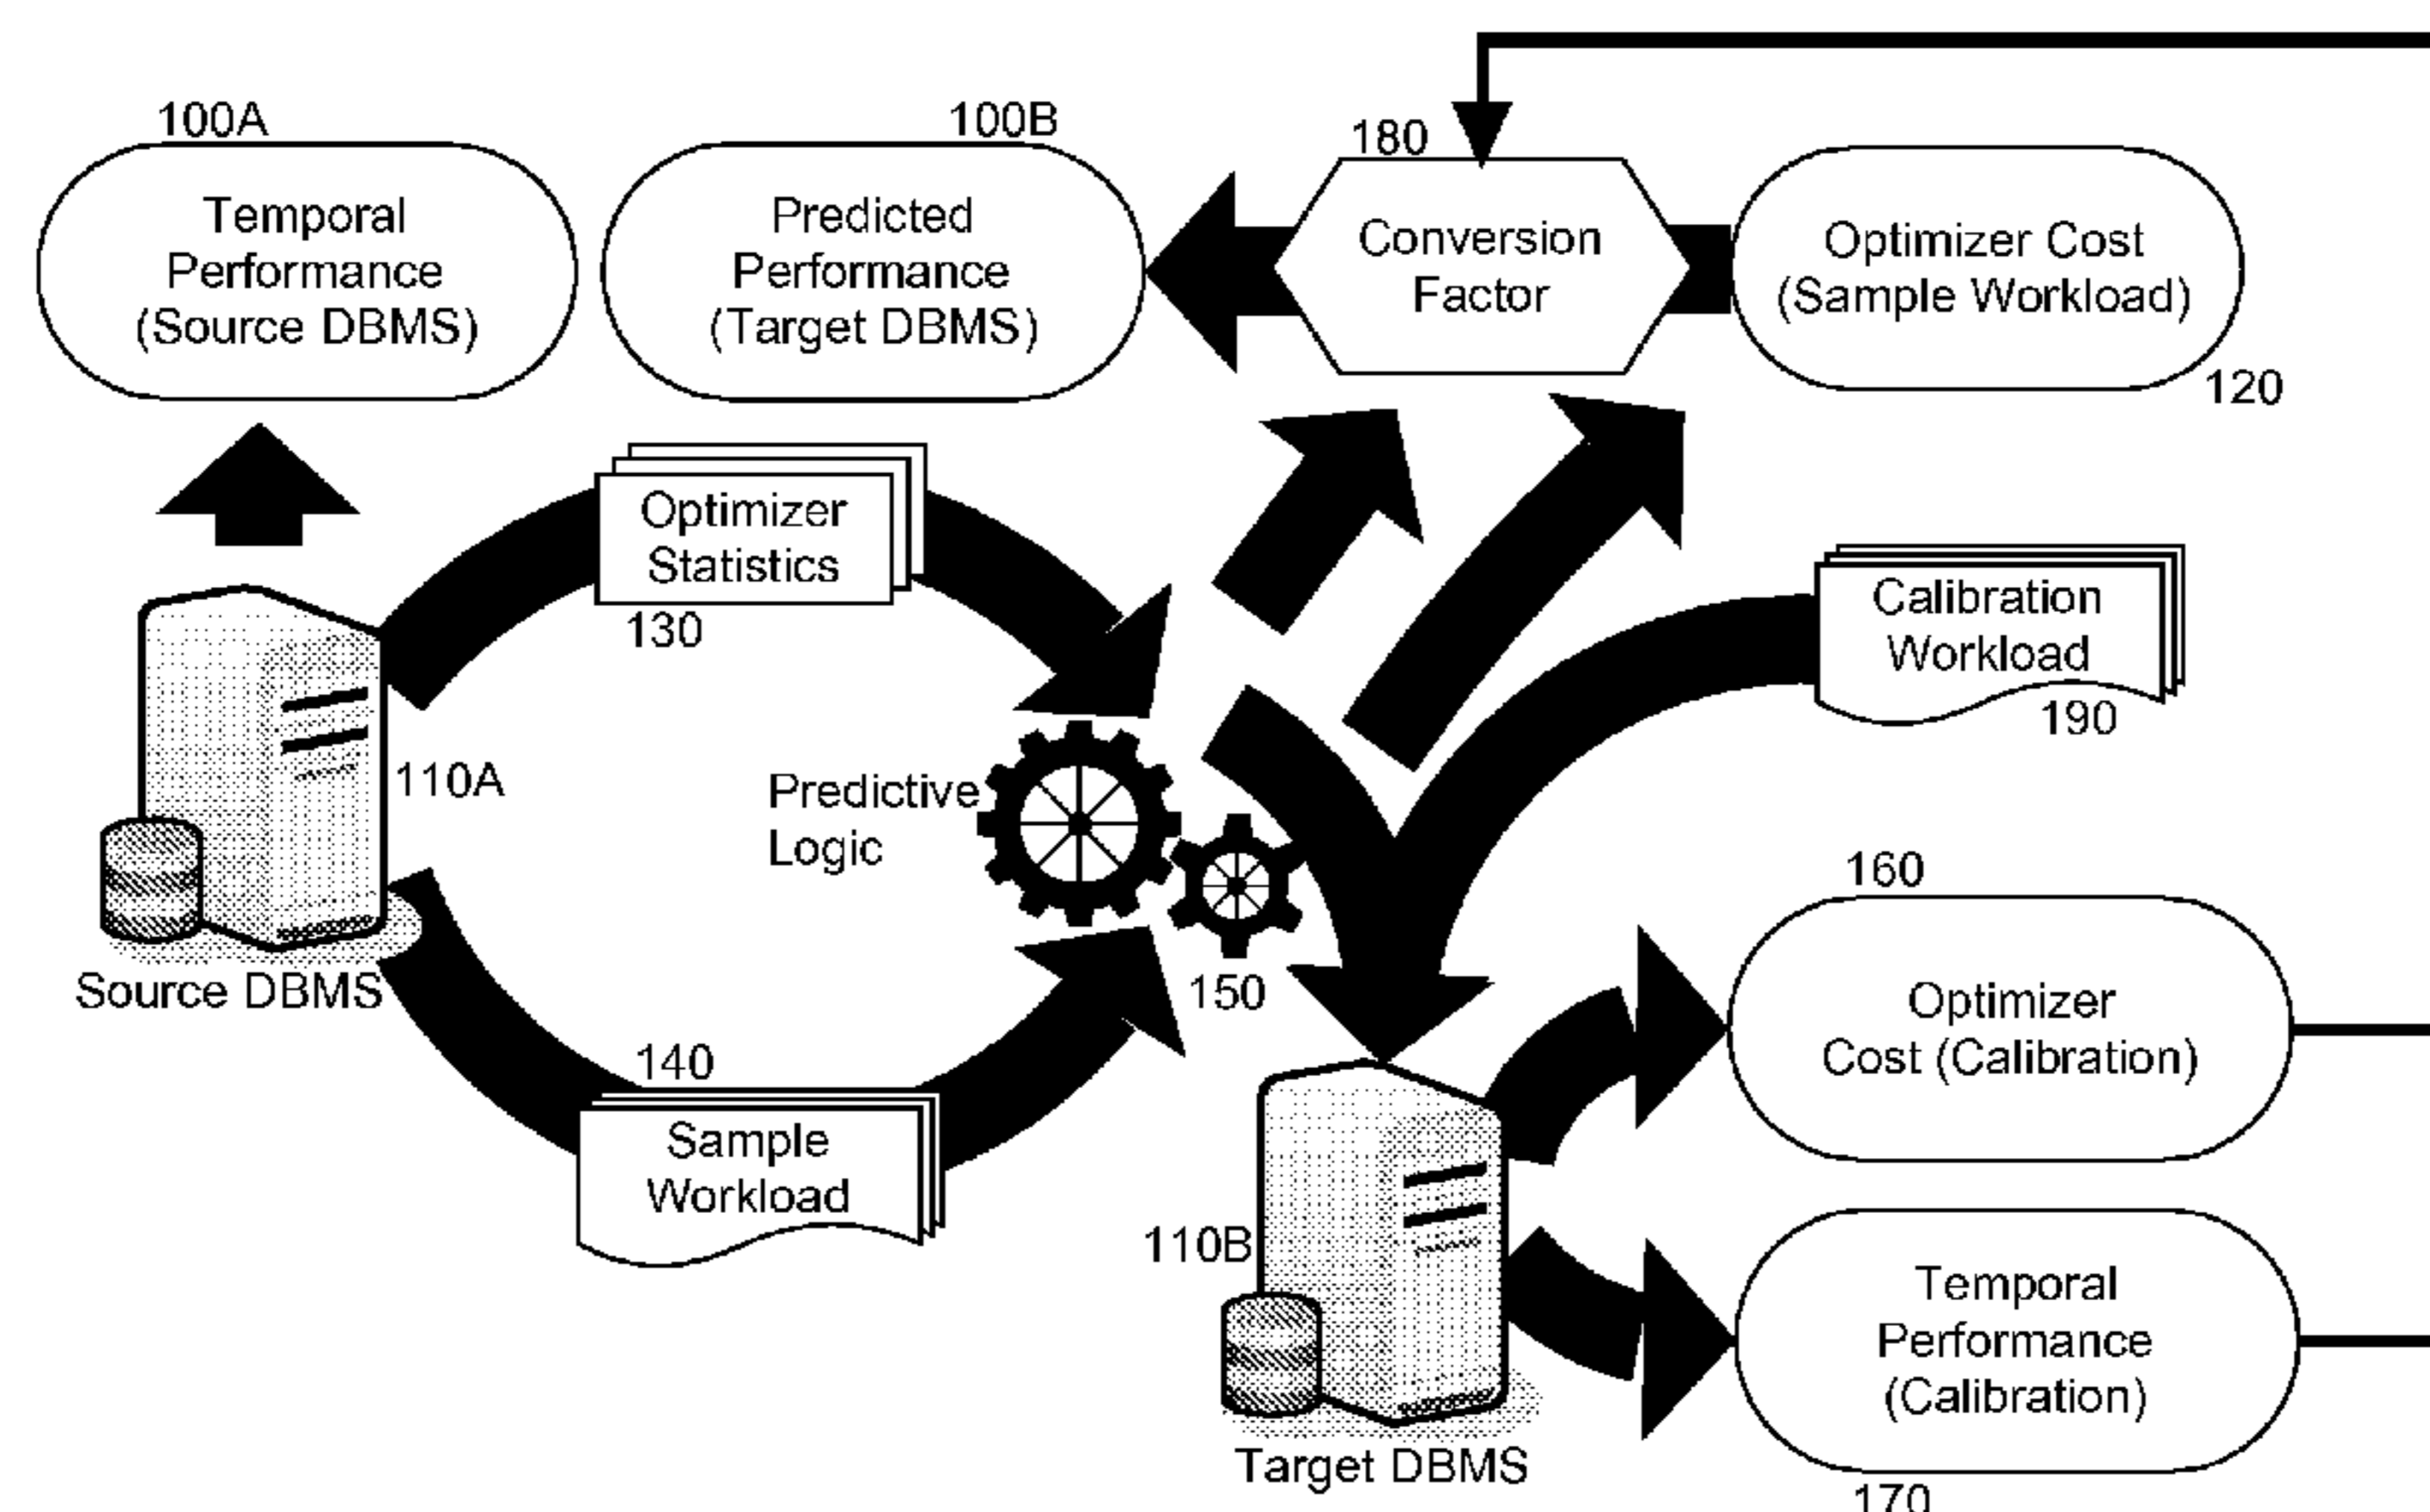 100A
Temporal
Performance
(Source DBMS)
100B
Predicted
Performance
(Target DBMS)
180
Conversion
Factor
Optimizer Cost
(Sample Workload)
120
Optimizer
Statistics
130
Calibration
Workload
190
110A
Source DBMS
Predictive
Logic
150
140
Sample
Workload
160
Optimizer
Cost (Calibration)
110B
Target DBMS
Temporal
Performance
(Calibration)
170